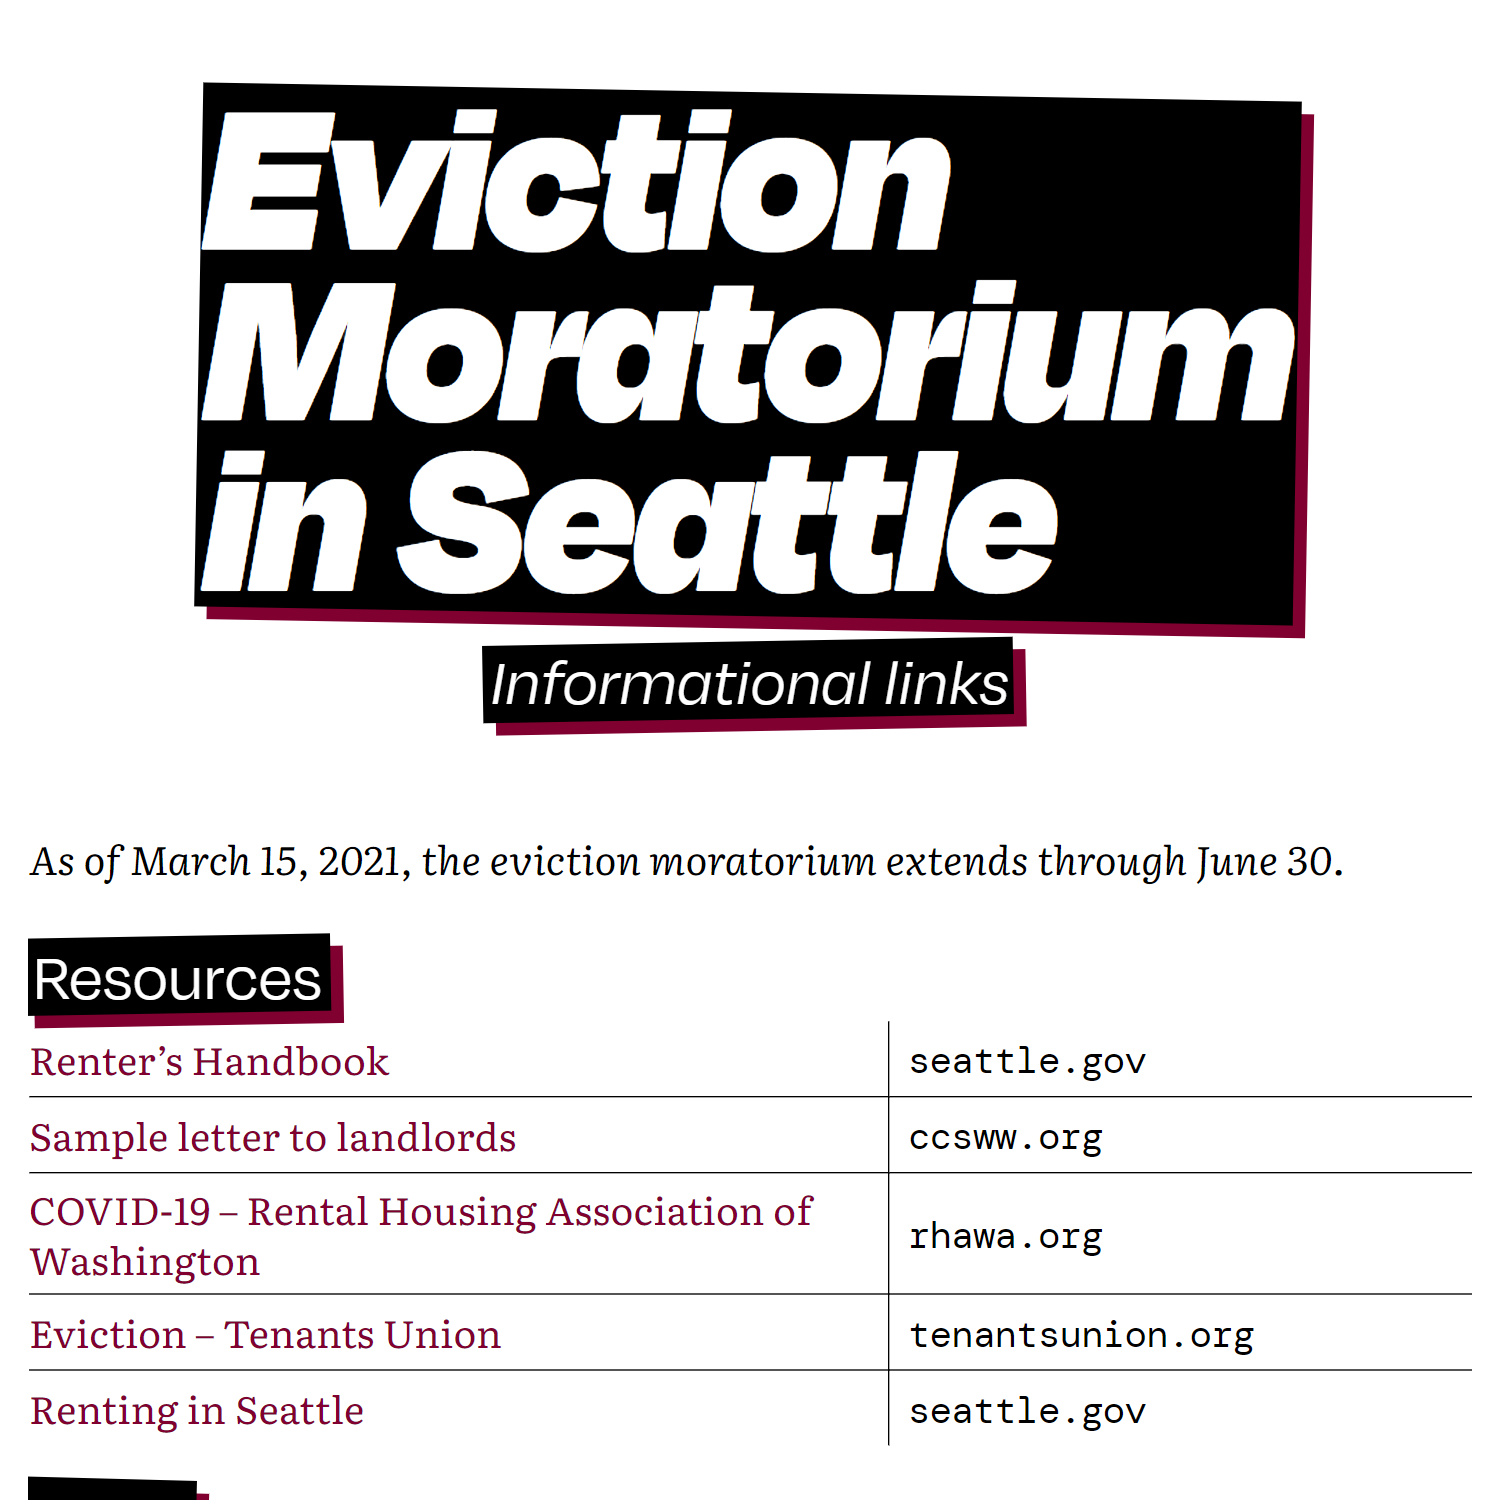 Eviction
Moratorium
in Seattle
Informational links
As of March 15, 2021, the eviction moratorium extends through June 30.
Resources
Renter’s Handbook seattle.gov
Sample letter to landlords ccsww.org
COVID-19 – Rental Housing Association of
Washington rhawa.org
Eviction – Tenants Union tenantsunion.org
Renting in Seattle seattle.gov